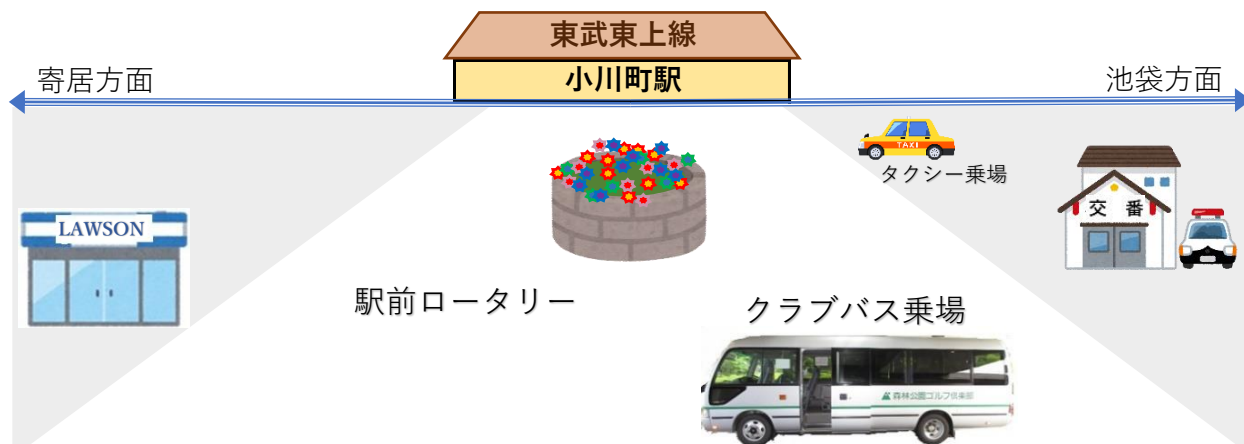 東武東上線
小川町駅
寄居方面
池袋方面
TAXI
タクシー乗場
交番
LAWSON
駅前ロータリー
クラブバス乗場
森林公園ゴルフ倶楽部